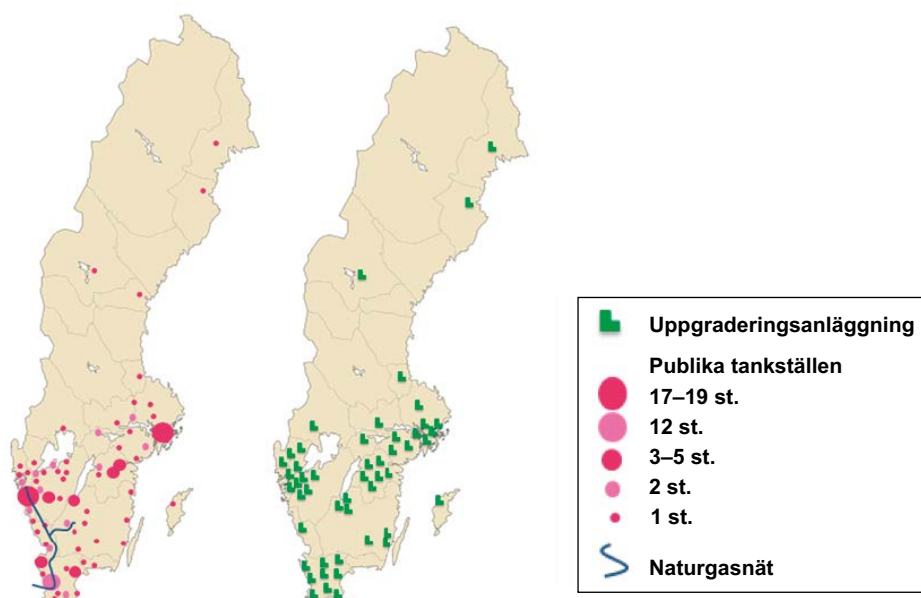 Uppgraderingsanläggning
Publika tankställen
17–19 st.
12 st.
3–5 st.
2 st.
1 st.
Naturgasnät